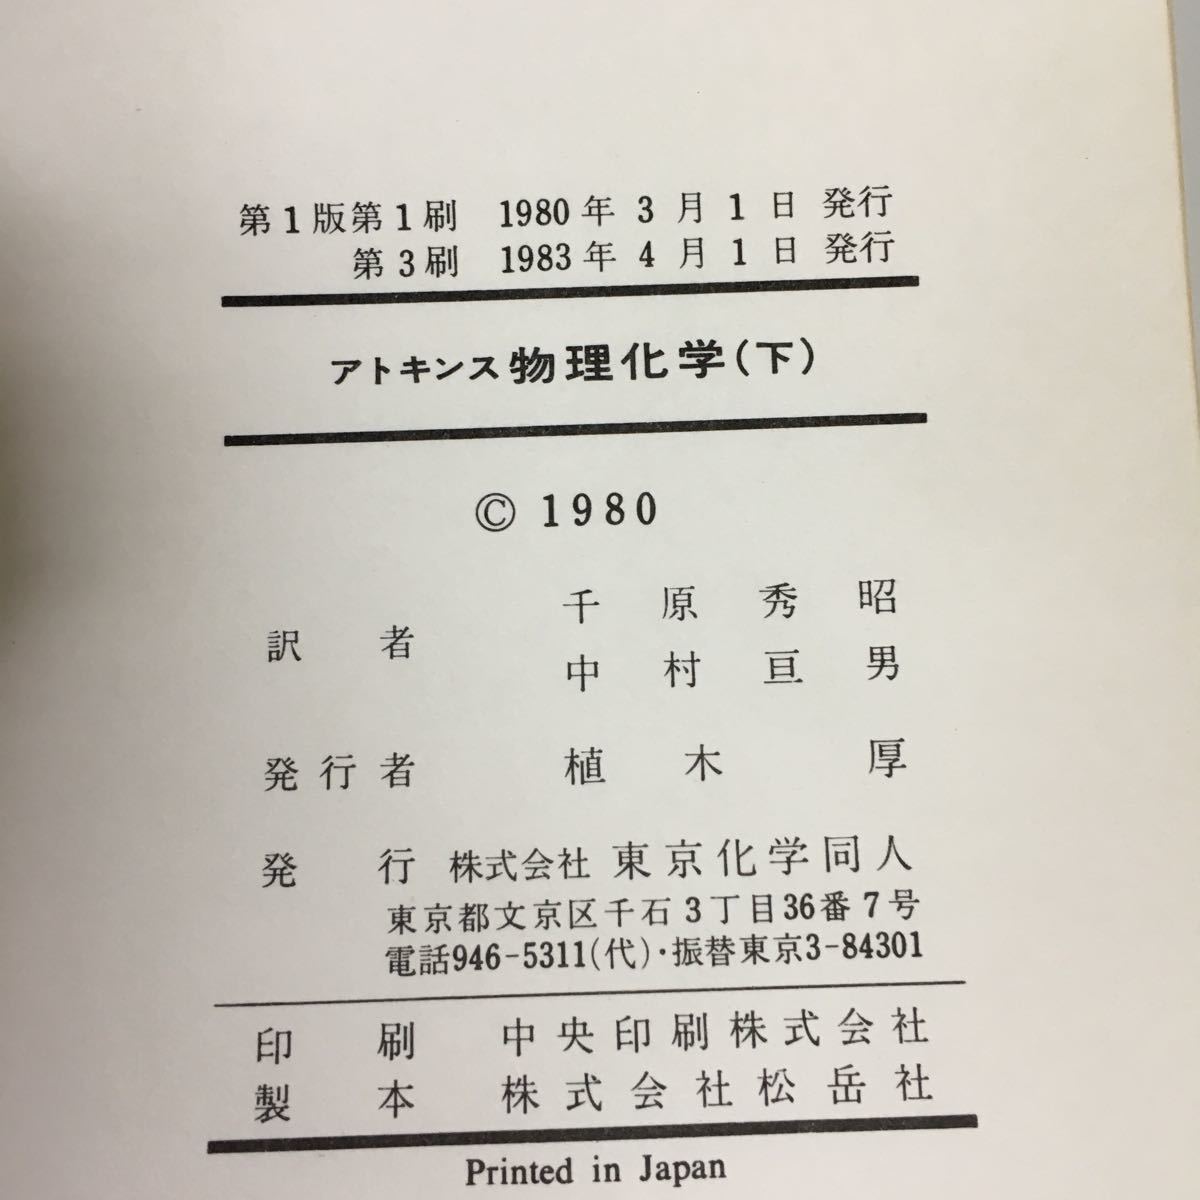 第1版第1刷 1980年3月1日 発行
第3刷 1983年4月1日 発行
アトキンス物理化学(下)
© 1980
訳者
千原秀昭
中村亘男
発行者 植木厚
発行 株式会社 東京化学同人
東京都文京区千石3丁目36番7号
電話946-5311(代)・振替東京3-84301
印刷 中央印刷株式会社
製本 株式会社松岳社
Printed in Japan